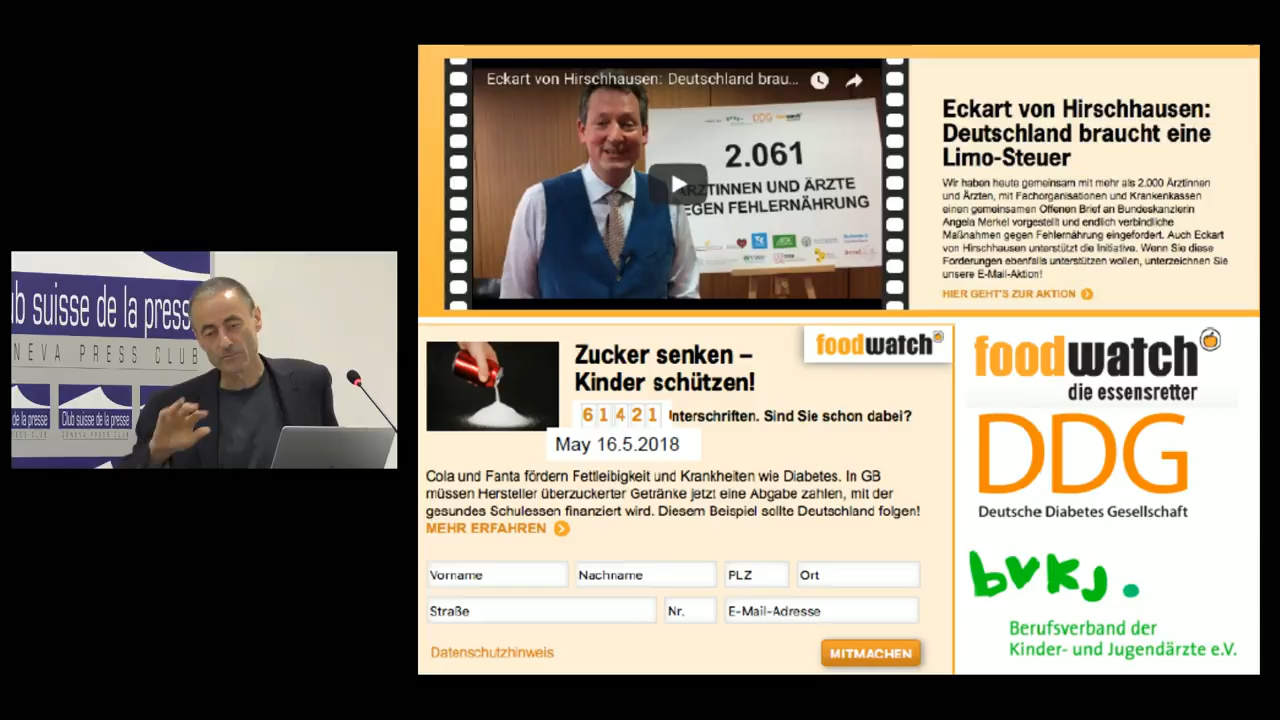 Eckart von Hirschhausen: Deutschland brau...
DDG
foodwatch
2.061
ÄRZTINNEN UND ÄRZTE
GEGEN FEHLERNÄHRUNG
Eckart von Hirschhausen:
Deutschland braucht eine
Limo-Steuer
Wir haben heute gemeinsam mit mehr als 2.000 Ärztinnen
und Ärzten, mit Fachorganisationen und Krankenkassen
einen gemeinsamen Offenen Brief an Bundeskanzlerin
Angela Merkel vorgestellt und endlich verbindliche
Maßnahmen gegen Fehlernährung eingefordert. Auch Eckart
von Hirschhausen unterstützt die Initiative. Wenn Sie diese
Forderungen ebenfalls unterstützen wollen, unterzeichnen Sie
unsere E-Mail-Aktion!
HIER GEHT'S ZUR AKTION
ub suisse de la presse
NEVA PRESS CLUB
de la presse
Club suisse de la presse
GENEVA PRESS CLUB
foodwatch
Zucker senken –
Kinder schützen!
61421 Unterschriften. Sind Sie schon dabei?
May 16.5.2018
Cola und Fanta fördern Fettleibigkeit und Krankheiten wie Diabetes. In GB
müssen Hersteller überzuckerter Getränke jetzt eine Abgabe zahlen, mit der
gesundes Schulessen finanziert wird. Diesem Beispiel sollte Deutschland folgen!
MEHR ERFAHREN
Vorname Nachname PLZ Ort
Straße Nr. E-Mail-Adresse
Datenschutzhinweis MITMACHEN
foodwatch
die essensretter
DDG
Deutsche Diabetes Gesellschaft
bvkj.
Berufsverband der
Kinder- und Jugendärzte e.V.